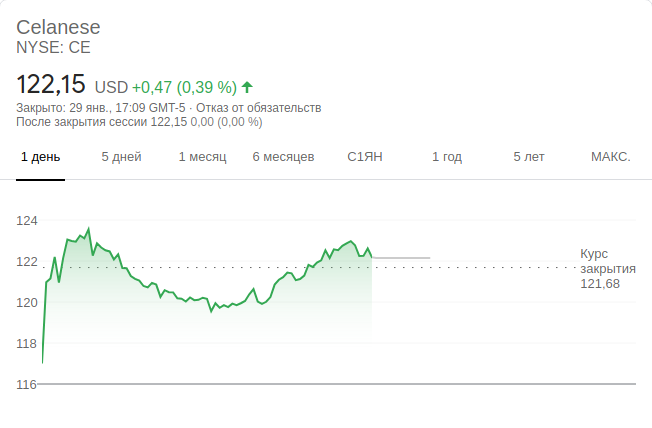 Celanese
NYSE: CE
122,15 USD +0,47 (0,39 %)
Закрыто: 29 янв., 17:09 GMT-5 · Отказ от обязательств
После закрытия сессии 122,15 0,00 (0,00 %)
1 день 5 дней 1 месяц 6 месяцев С1ЯН 1 год 5 лет МАКС.
124
122
120
118
116
Курс
закрытия
121,68